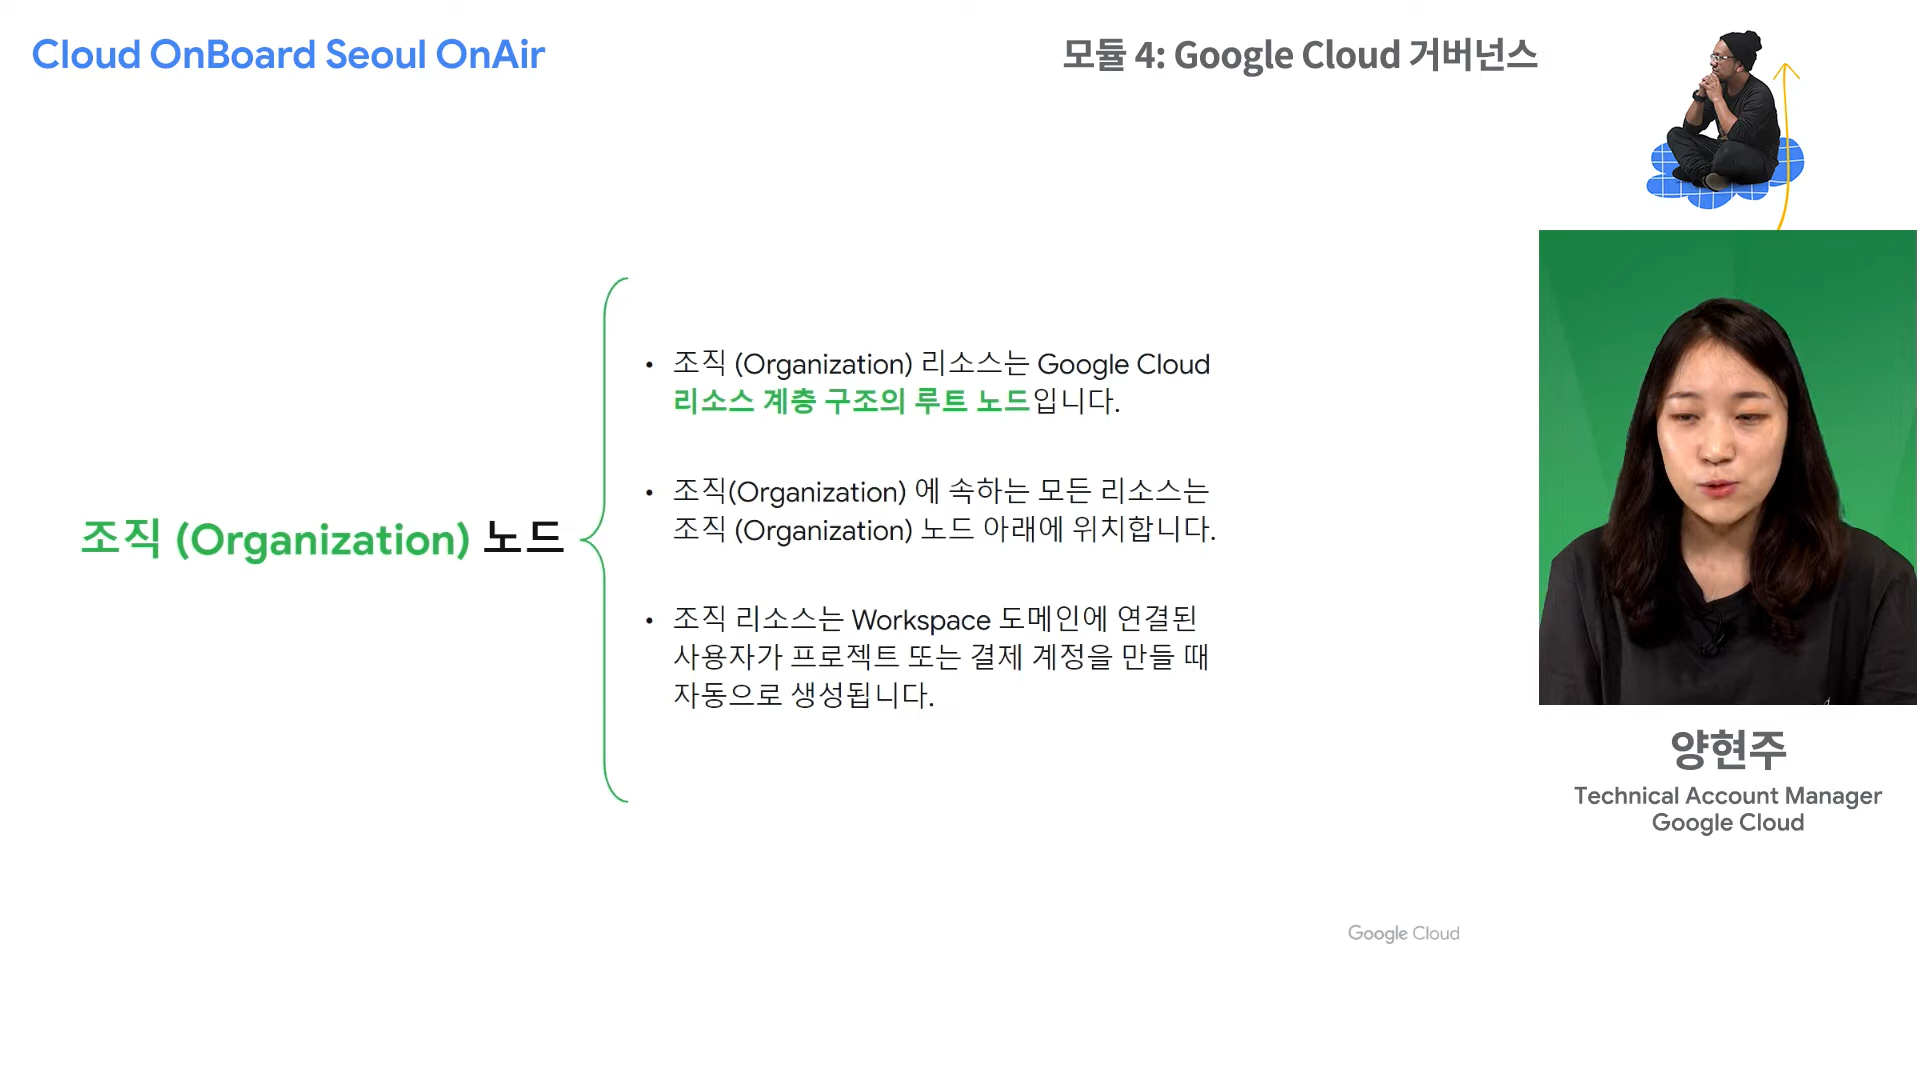 Cloud OnBoard Seoul OnAir
모듈 4: Google Cloud 거버넌스
조직 (Organization) 노드
• 조직 (Organization) 리소스는 Google Cloud
리소스 계층 구조의 루트 노드입니다.
• 조직(Organization) 에 속하는 모든 리소스는
조직 (Organization) 노드 아래에 위치합니다.
• 조직 리소스는 Workspace 도메인에 연결된
사용자가 프로젝트 또는 결제 계정을 만들 때
자동으로 생성됩니다.
양현주
Technical Account Manager
Google Cloud
Google Cloud